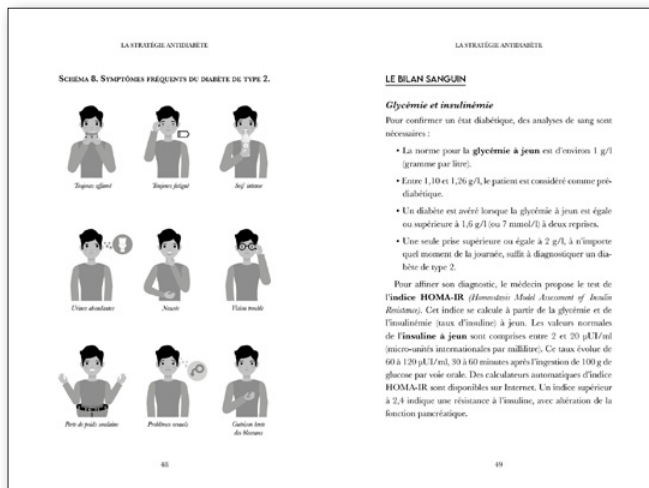 LA STRATÉGIE ANTIDIABÈTE
SCHÉMA 8. SYMPTÔMES FRÉQUENTS DU DIABÈTE DE TYPE 2.
Toujours affamé
Toujours fatigué
Soif intense
Urines abondantes
Nausée
Vision trouble
Perte de poids soudaine
Problèmes sexuels
Guérison lente
des blessures
48
LA STRATÉGIE ANTIDIABÈTE
LE BILAN SANGUIN
Glycémie et insulinémie
Pour confirmer un état diabétique, des analyses de sang sont
nécessaires :
• La norme pour la glycémie à jeun est d'environ 1 g/l
(gramme par litre).
• Entre 1,10 et 1,26 g/l, le patient est considéré comme pré-
diabétique.
• Un diabète est avéré lorsque la glycémie à jeun est égale
ou supérieure à 1,6 g/l (ou 7 mmol/l) à deux reprises.
• Une seule prise supérieure ou égale à 2 g/l, à n'importe
quel moment de la journée, suffit à diagnostiquer un dia-
bète de type 2.
Pour affiner son diagnostic, le médecin propose le test de
l'indice HOMA-IR (Homeostasis Model Assessment of Insulin
Resistance). Cet indice se calcule à partir de la glycémie et de
l'insulinémie (taux d'insuline) à jeun. Les valeurs normales
de l'insuline à jeun sont comprises entre 2 et 20 µUI/ml
(micro-unités internationales par millilitre). Ce taux évolue de
60 à 120 µUI/ml, 30 à 60 minutes après l'ingestion de 100 g de
glucose par voie orale. Des calculateurs automatiques d'indice
HOMA-IR sont disponibles sur Internet. Un indice supérieur
à 2,4 indique une résistance à l'insuline, avec altération de la
fonction pancréatique.
49